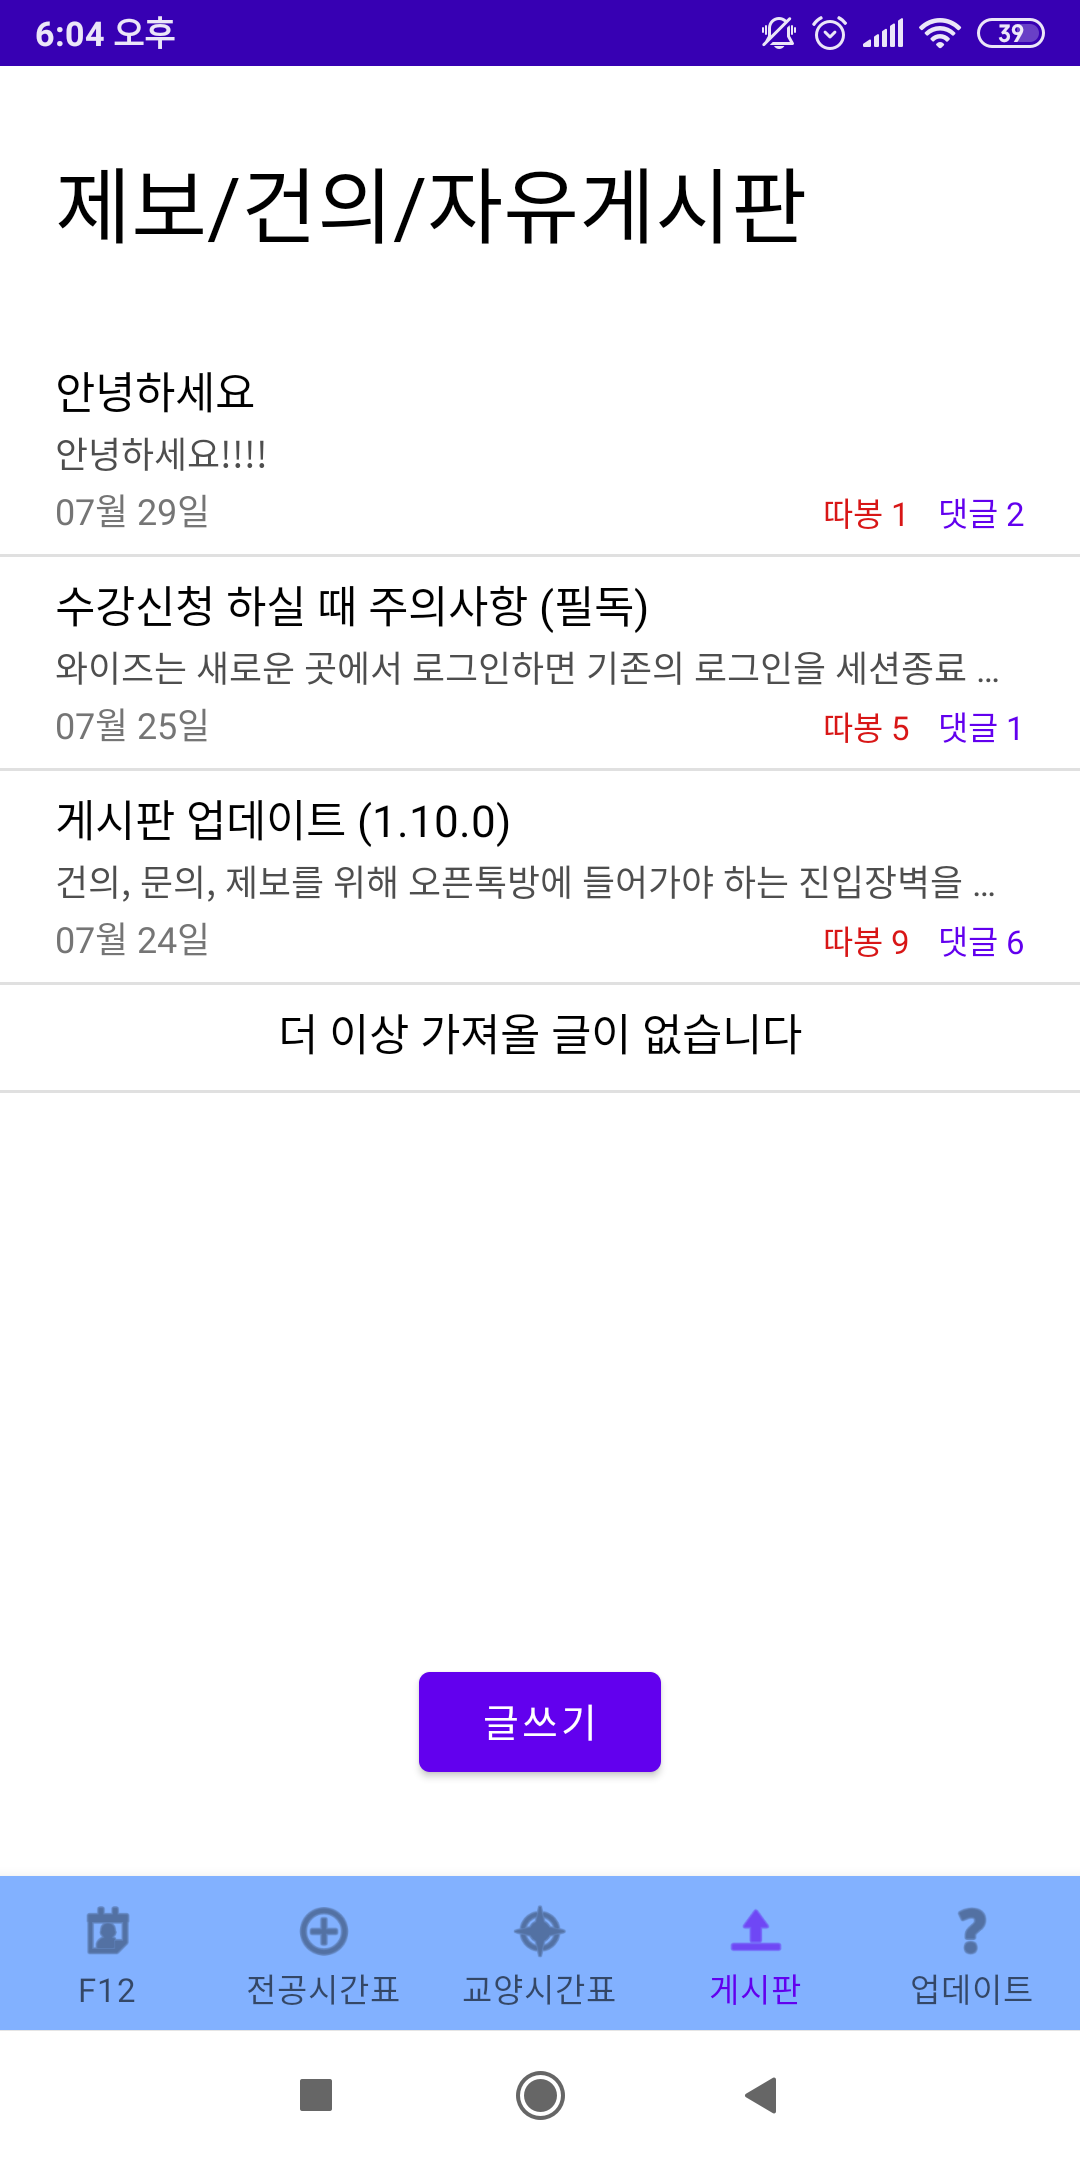 6:04 오후
39
제보/건의/자유게시판
안녕하세요
안녕하세요!!!!
07월 29일 따봉 1 댓글 2
수강신청 하실 때 주의사항 (필독)
와이즈는 새로운 곳에서 로그인하면 기존의 로그인을 세션종료 ...
07월 25일 따봉 5 댓글 1
게시판 업데이트 (1.10.0)
건의, 문의, 제보를 위해 오픈톡방에 들어가야 하는 진입장벽을 ...
07월 24일 따봉 9 댓글 6
더 이상 가져올 글이 없습니다
글쓰기
F12 전공시간표 교양시간표 게시판 업데이트